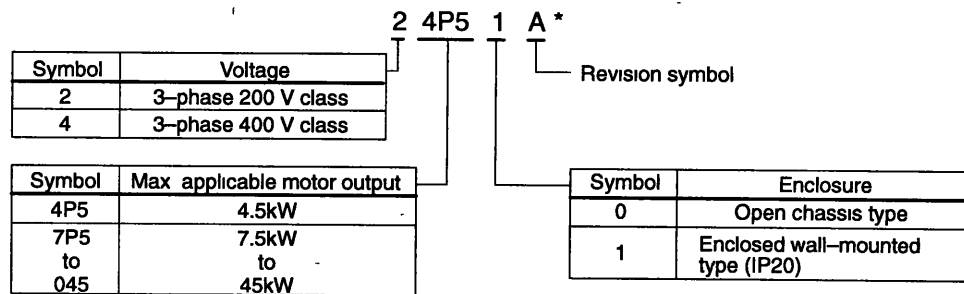 2 4P5 1 A*
Symbol Voltage
2 3–phase 200 V class
4 3–phase 400 V class
Revision symbol
Symbol Max applicable motor output
4P5 4.5kW
7P5 7.5kW
to to
045 45kW
Symbol Enclosure
0 Open chassis type
1 Enclosed wall–mounted
type (IP20)